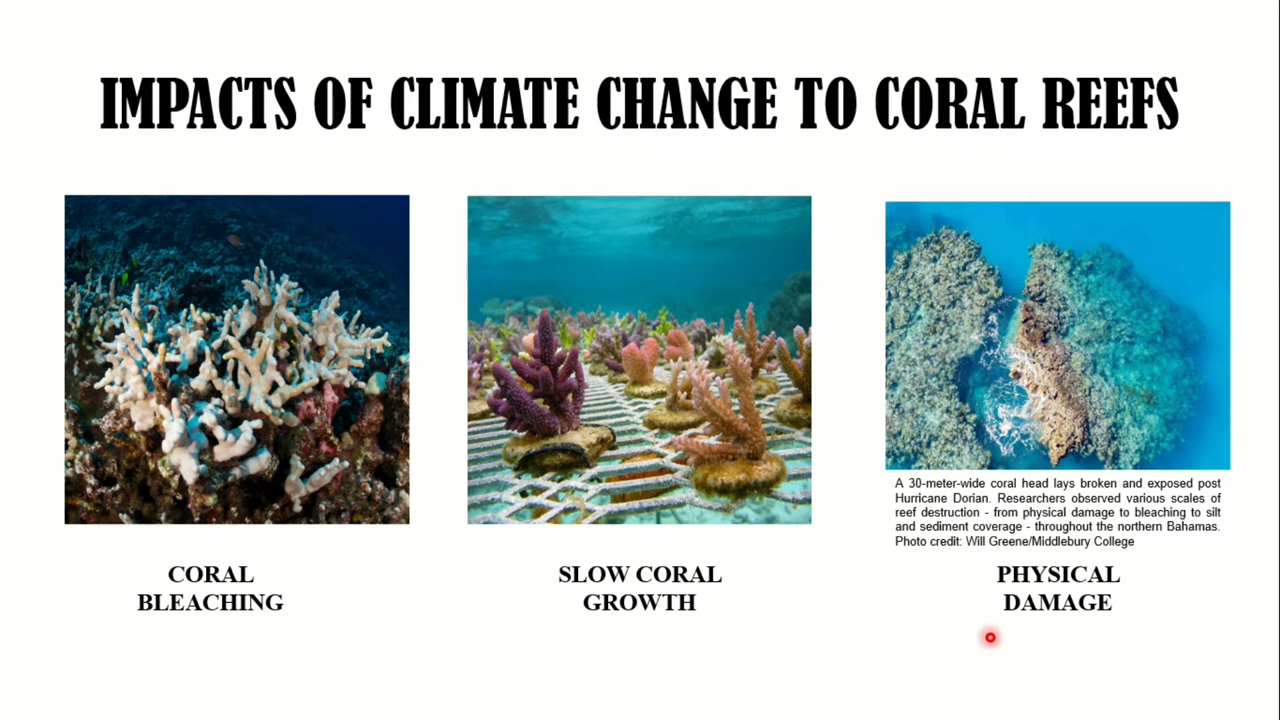 IMPACTS OF CLIMATE CHANGE TO CORAL REEFS
A 30-meter-wide coral head lays broken and exposed post
Hurricane Dorian. Researchers observed various scales of
reef destruction - from physical damage to bleaching to silt
and sediment coverage - throughout the northern Bahamas.
Photo credit: Will Greene/Middlebury College
CORAL
BLEACHING
SLOW CORAL
GROWTH
PHYSICAL
DAMAGE